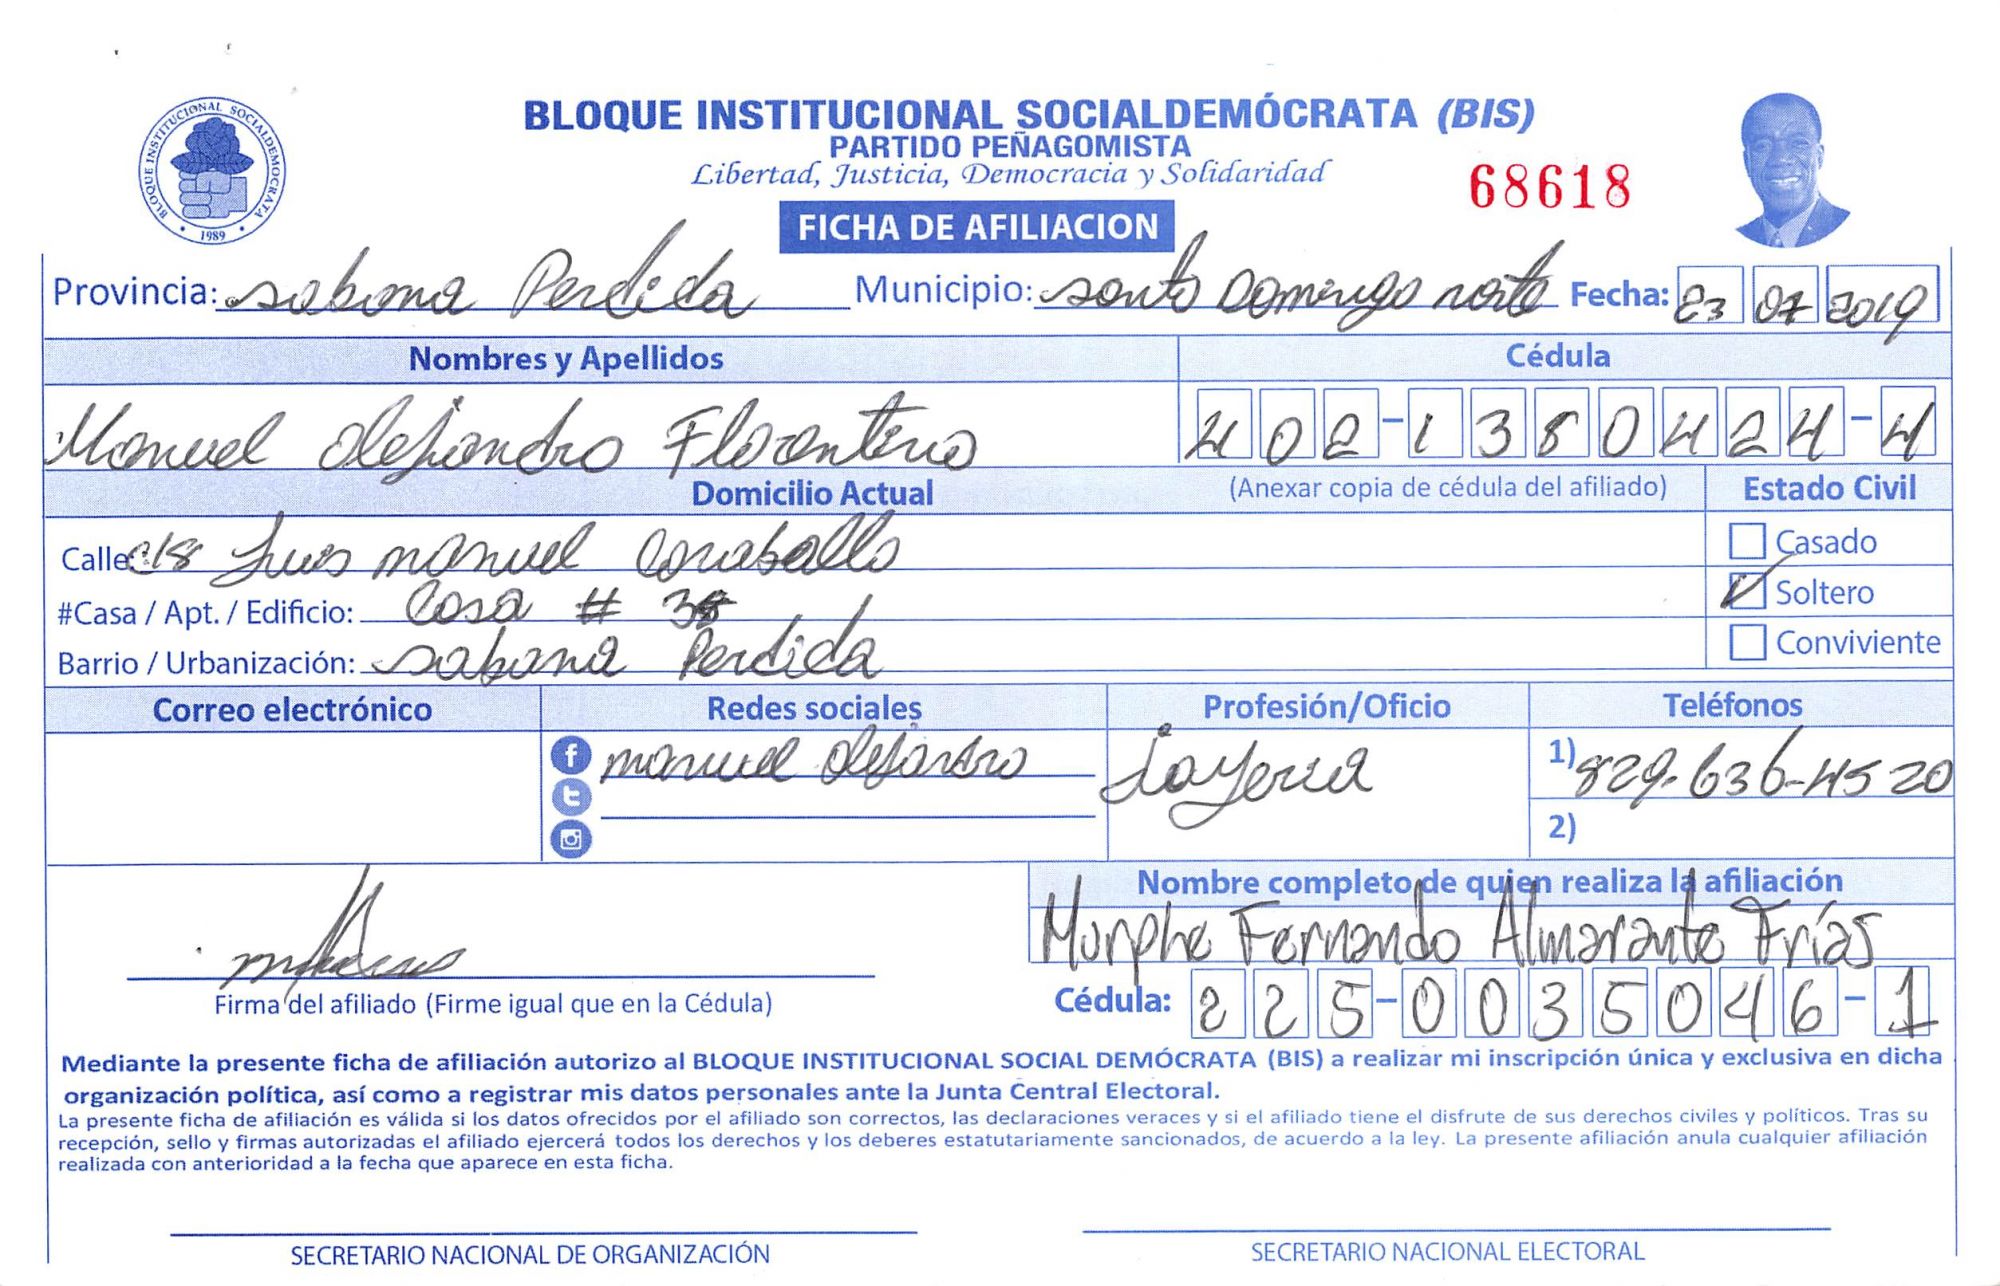 BLOQUE INSTITUCIONAL SOCIALDEMÓCRATA (BIS)
PARTIDO PEÑAGOMISTA
Libertad, Justicia, Democracia y Solidaridad
68618
FICHA DE AFILIACION
BLOQUE INSTITUCIONAL SOCIALDEMOCRATA
1989
Provincia: sabana Perdida Municipio: santo Domingo norte Fecha: 23 07 2019
Nombres y Apellidos Cédula
Manuel alejandro Florentino 402-1380424-4
Domicilio Actual (Anexar copia de cédula del afiliado) Estado Civil
Calle: C/8 Luis manuel Caraballo Casado
#Casa / Apt. / Edificio: Casa # Soltero
Barrio / Urbanización: sabana Perdida Conviviente
Correo electrónico Redes sociales Profesión/Oficio Teléfonos
manuel alejandro 1) 829-636-4520
2)
Nombre completo de quien realiza la afiliación
Murphe Fernando Almarante Frías
Firma del afiliado (Firme igual que en la Cédula) Cédula: 225-0035046-1
Mediante la presente ficha de afiliación autorizo al BLOQUE INSTITUCIONAL SOCIAL DEMÓCRATA (BIS) a realizar mi inscripción única y exclusiva en dicha
organización política, así como a registrar mis datos personales ante la Junta Central Electoral.
La presente ficha de afiliación es válida si los datos ofrecidos por el afiliado son correctos, las declaraciones veraces y si el afiliado tiene el disfrute de sus derechos civiles y políticos. Tras su
recepción, sello y firmas autorizadas el afiliado ejercerá todos los derechos y los deberes estatutariamente sancionados, de acuerdo a la ley. La presente afiliación anula cualquier afiliación
realizada con anterioridad a la fecha que aparece en esta ficha.
SECRETARIO NACIONAL DE ORGANIZACIÓN SECRETARIO NACIONAL ELECTORAL